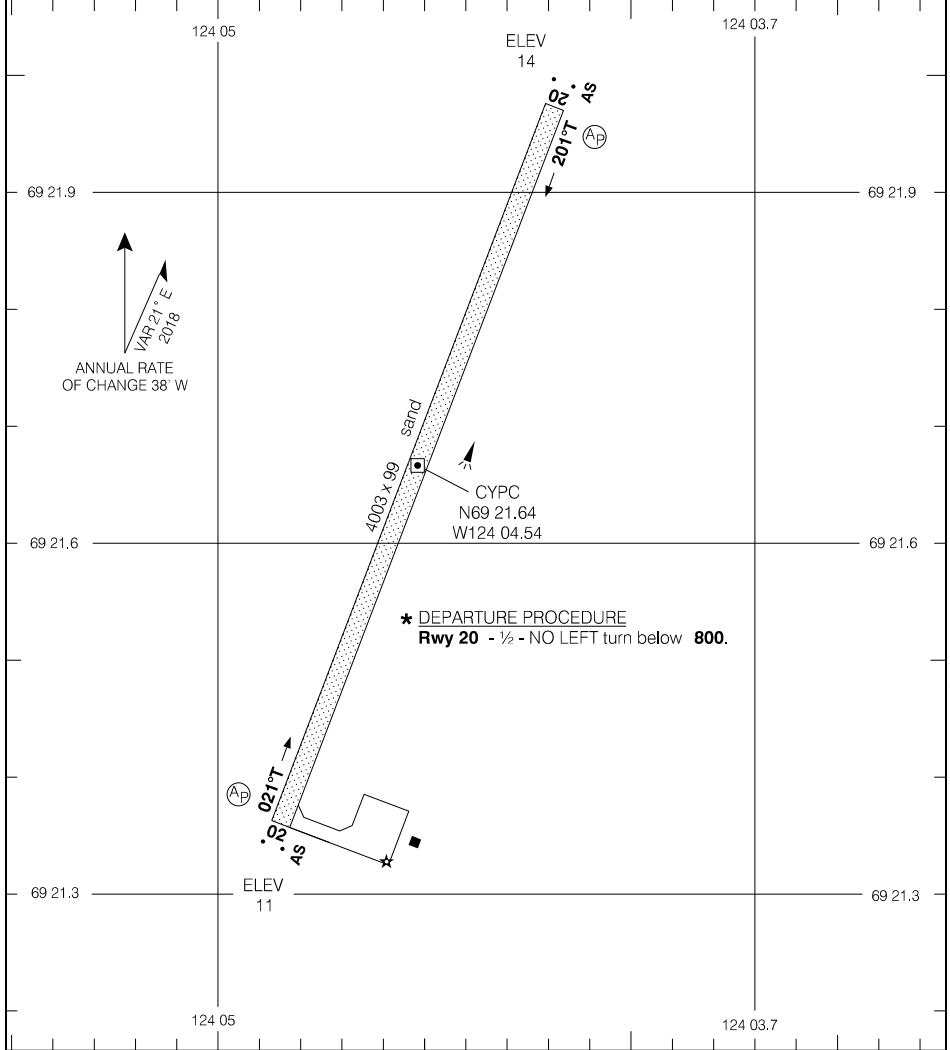 124 05
124 03.7
ELEV
14
20
AS
201°T
AP
69 21.9
69 21.9
VAR 21° E
2018
ANNUAL RATE
OF CHANGE 38' W
sand
4003 x 99
CYPC
N69 21.64
W124 04.54
69 21.6
69 21.6
* DEPARTURE PROCEDURE
Rwy 20 - ½ - NO LEFT turn below 800.
021°T
AP
02
AS
ELEV
11
69 21.3
69 21.3
124 05
124 03.7